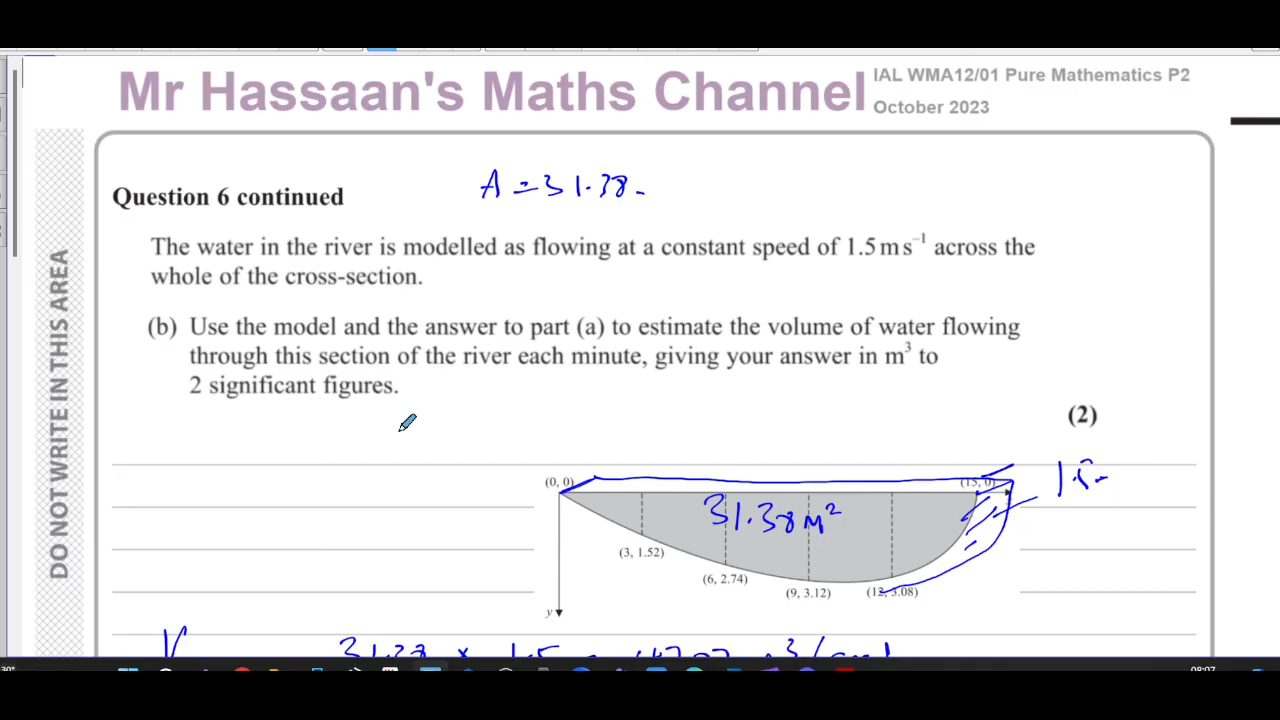 Mr Hassaan's Maths Channel
IAL WMA12/01 Pure Mathematics P2
October 2023
DO NOT WRITE IN THIS AREA
Question 6 continued
A = 31.38
The water in the river is modelled as flowing at a constant speed of 1.5 m s⁻¹ across the
whole of the cross-section.
(b) Use the model and the answer to part (a) to estimate the volume of water flowing
through this section of the river each minute, giving your answer in m³ to
2 significant figures.
(2)
(0, 0)
(15, 0)
1.5
31.38 m²
(3, 1.52)
(6, 2.74)
(9, 3.12)
(12, 3.08)
y
08:07